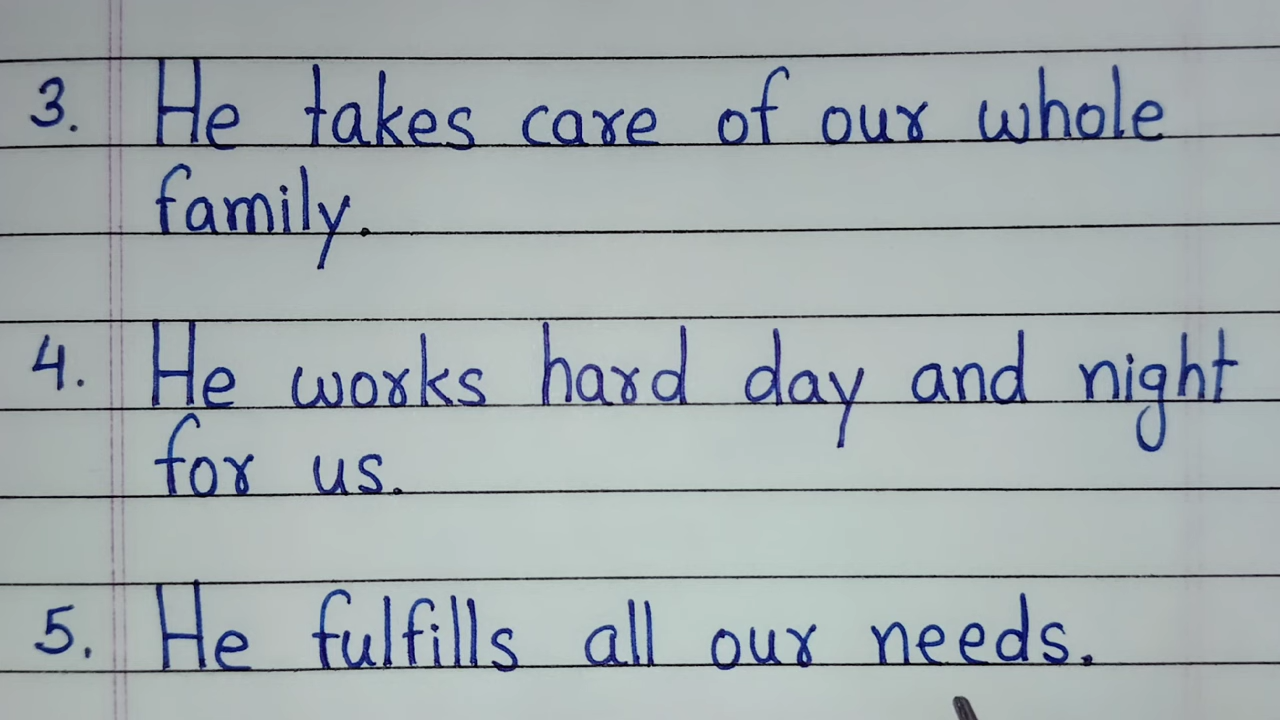 3. He takes care of our whole
family.
4. He works hard day and night
for us.
5. He fulfills all our needs.